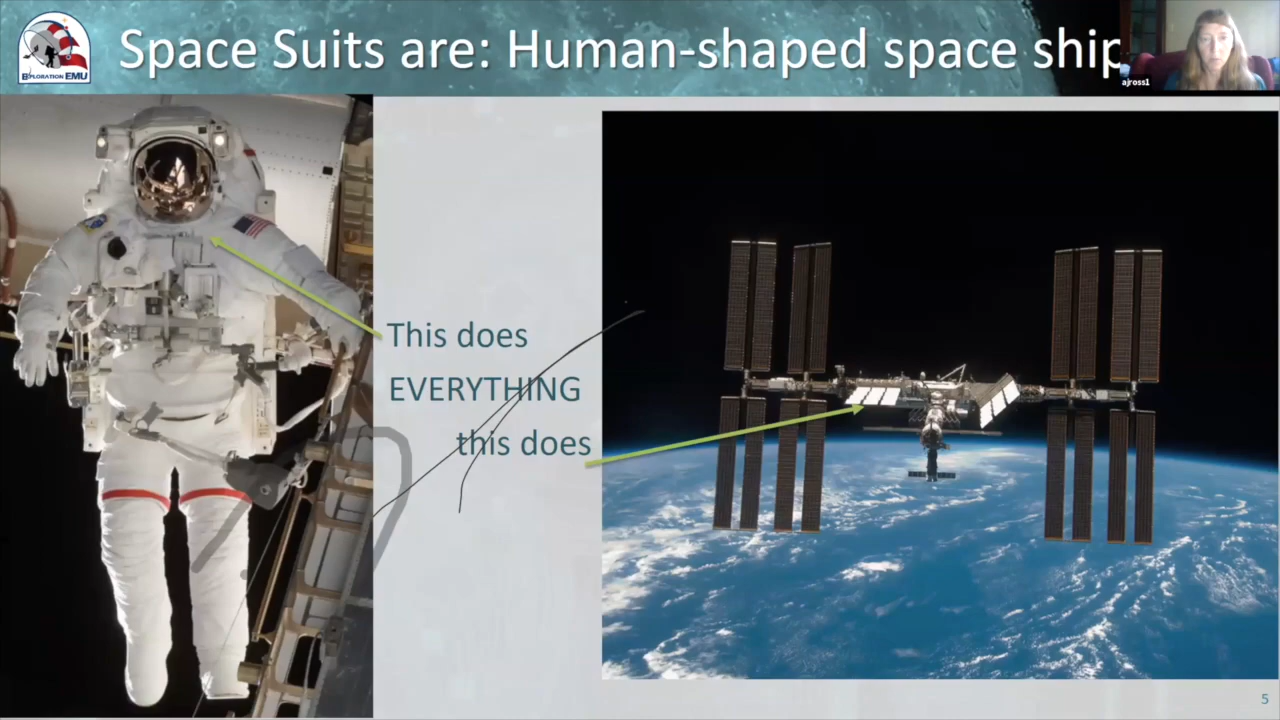 Space Suits are: Human-shaped space ship
ajross1
EXPLORATION EMU
This does
EVERYTHING
this does
5